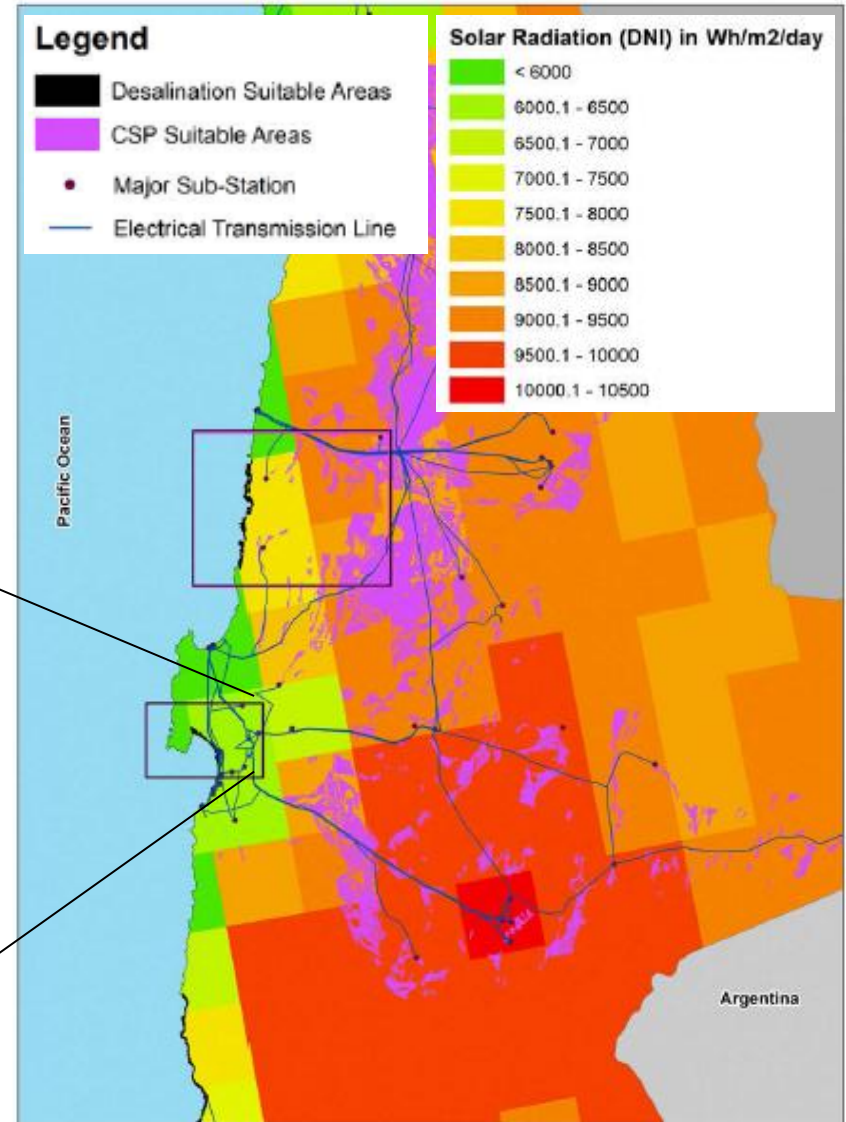 Legend
Desalination Suitable Areas
CSP Suitable Areas
Major Sub-Station
Electrical Transmission Line
Solar Radiation (DNI) in Wh/m2/day
< 6000
6000.1 - 6500
6500.1 - 7000
7000.1 - 7500
7500.1 - 8000
8000.1 - 8500
8500.1 - 9000
9000.1 - 9500
9500.1 - 10000
10000.1 - 10500
Pacific Ocean
Argentina